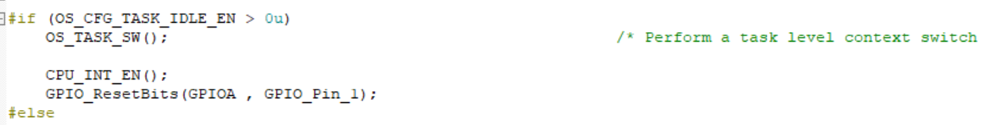 #if (OS_CFG_TASK_IDLE_EN > 0u)
OS_TASK_SW(); /* Perform a task level context switch
CPU_INT_EN();
GPIO_ResetBits(GPIOA , GPIO_Pin_1);
#else